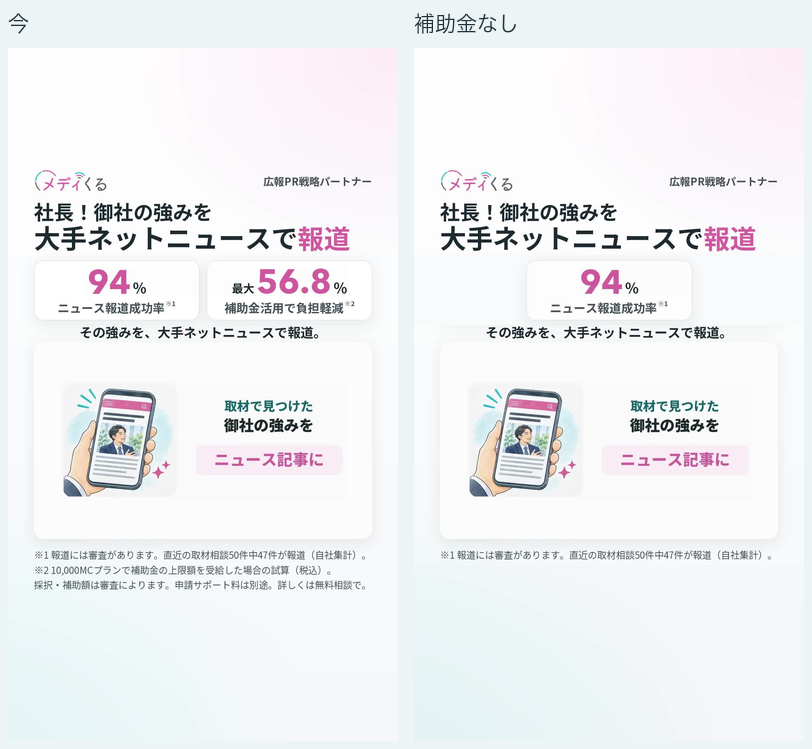 今
メディくる
広報PR戦略パートナー
社長！御社の強みを
大手ネットニュースで報道
94%
ニュース報道成功率※1
最大56.8%
補助金活用で負担軽減※2
その強みを、大手ネットニュースで報道。
取材で見つけた
御社の強みを
ニュース記事に
※1 報道には審査があります。直近の取材相談50件中47件が報道（自社集計）。
※2 10,000MCプランで補助金の上限額を受給した場合の試算（税込）。
採択・補助額は審査によります。申請サポート料は別途。詳しくは無料相談で。
補助金なし
メディくる
広報PR戦略パートナー
社長！御社の強みを
大手ネットニュースで報道
94%
ニュース報道成功率※1
その強みを、大手ネットニュースで報道。
取材で見つけた
御社の強みを
ニュース記事に
※1 報道には審査があります。直近の取材相談50件中47件が報道（自社集計）。